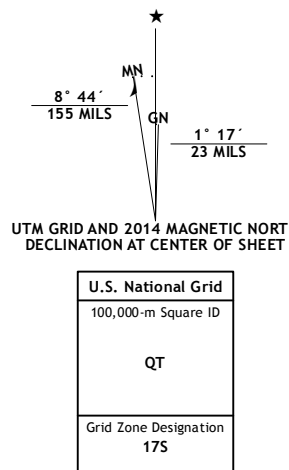 ★
MN
8° 44´
155 MILS
GN
1° 17´
23 MILS
UTM GRID AND 2014 MAGNETIC NORT
DECLINATION AT CENTER OF SHEET
U.S. National Grid
100,000-m Square ID
QT
Grid Zone Designation
17S